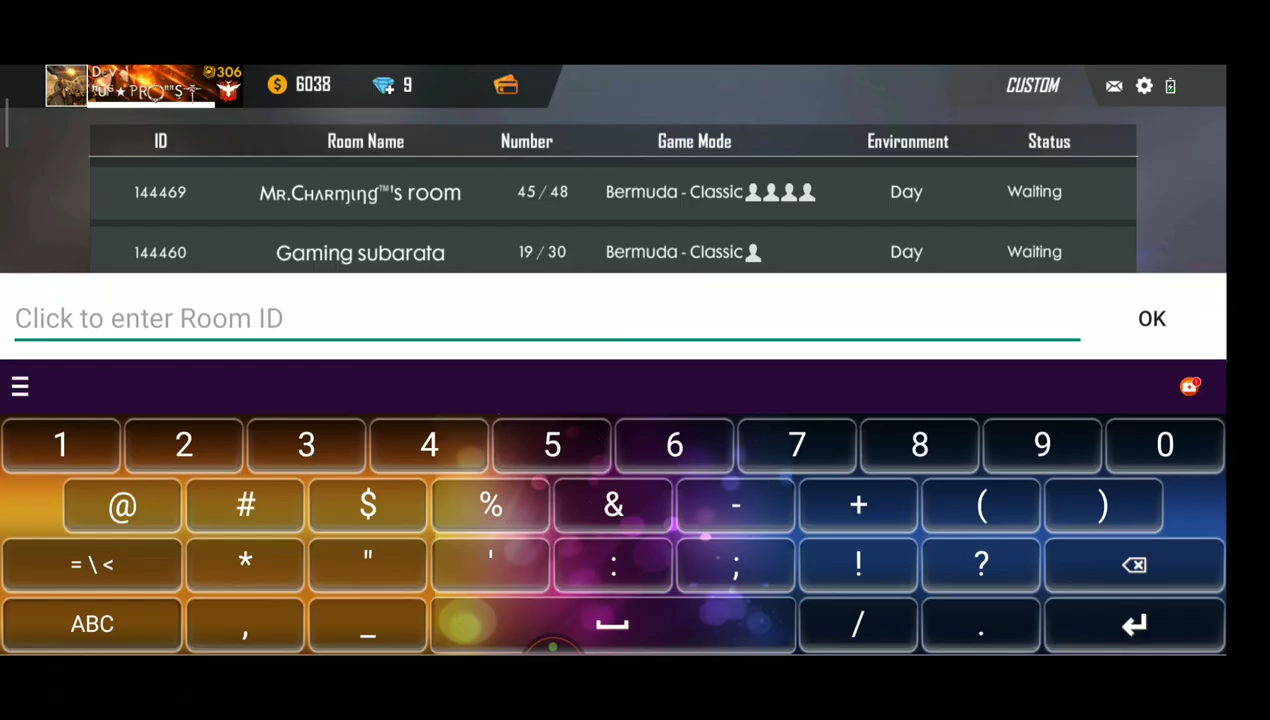 306
6038
9
CUSTOM
ID Room Name Number Game Mode Environment Status
144469 Mr.Charmιng™'s room 45 / 48 Bermuda - Classic Day Waiting
144460 Gaming subarata 19 / 30 Bermuda - Classic Day Waiting
Click to enter Room ID OK
1 2 3 4 5 6 7 8 9 0
@ # $ % & - + ( )
= \ < * " ' : ; ! ?
ABC , _ / .